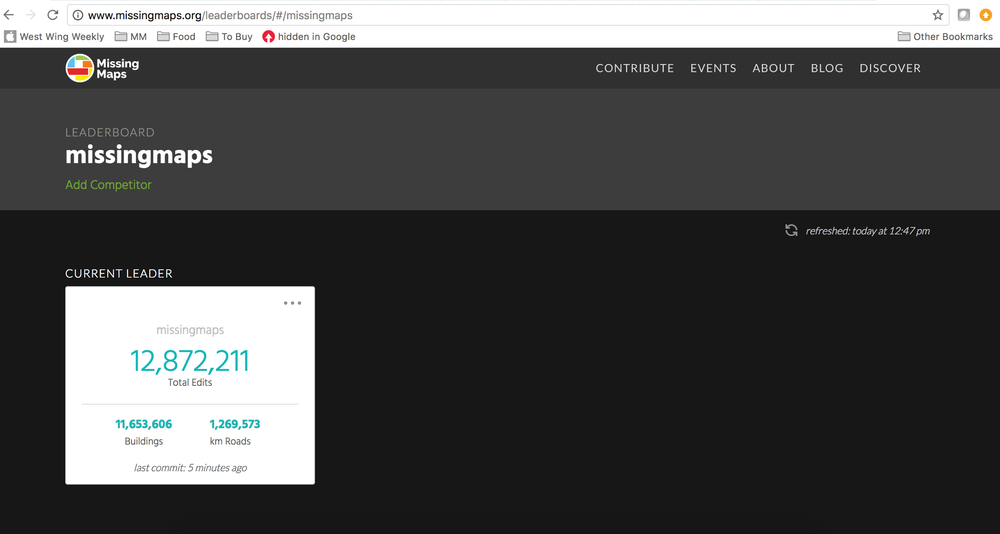 www.missingmaps.org/leaderboards/#/missingmaps
West Wing Weekly MM Food To Buy hidden in Google Other Bookmarks
Missing
Maps
CONTRIBUTE EVENTS ABOUT BLOG DISCOVER
LEADERBOARD
missingmaps
Add Competitor
refreshed: today at 12:47 pm
CURRENT LEADER
missingmaps
12,872,211
Total Edits
11,653,606 1,269,573
Buildings km Roads
last commit: 5 minutes ago